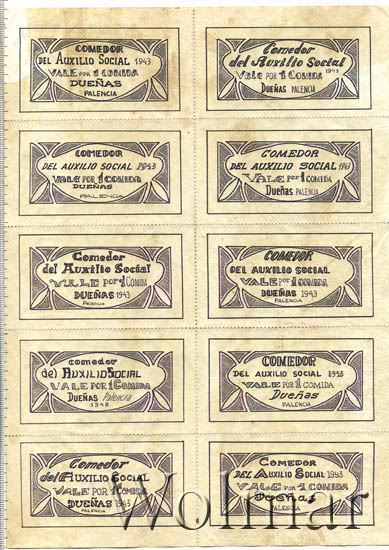 COMEDOR
DEL AUXILIO SOCIAL 1943
VALE POR 1 COMIDA
DUEÑAS
PALENCIA
Comedor
del Auxilio Social
1943
Vale por 1 COMIDA
DUEÑAS PALENCIA
COMEDOR
DEL AUXILIO SOCIAL 1943
VALE POR 1 COMIDA
DUEÑAS
PALENCIA
COMEDOR
DEL AUXILIO SOCIAL 1943
VALE POR 1 COMIDA
Dueñas PALENCIA
Comedor
del Auxilio Social
VALE por 1 COMIDA
DUEÑAS 1943
PALENCIA
COMEDOR
DEL AUXILIO SOCIAL
VALE POR 1 COMIDA
DUEÑAS 1943
PALENCIA
comedor
del AUXILIO SOCIAL
VALE POR 1 COMIDA
DUEÑAS Palencia
1943
COMEDOR
DEL AUXILIO SOCIAL 1943
VALE POR 1 COMIDA
Dueñas
PALENCIA
Comedor
del Auxilio Social
VALE POR 1 COMIDA
DUEÑAS 1943
PALENCIA
COMEDOR
DEL AUXILIO SOCIAL 1943
VALE POR 1 COMIDA
Dueñas
PALENCIA
Wolmar